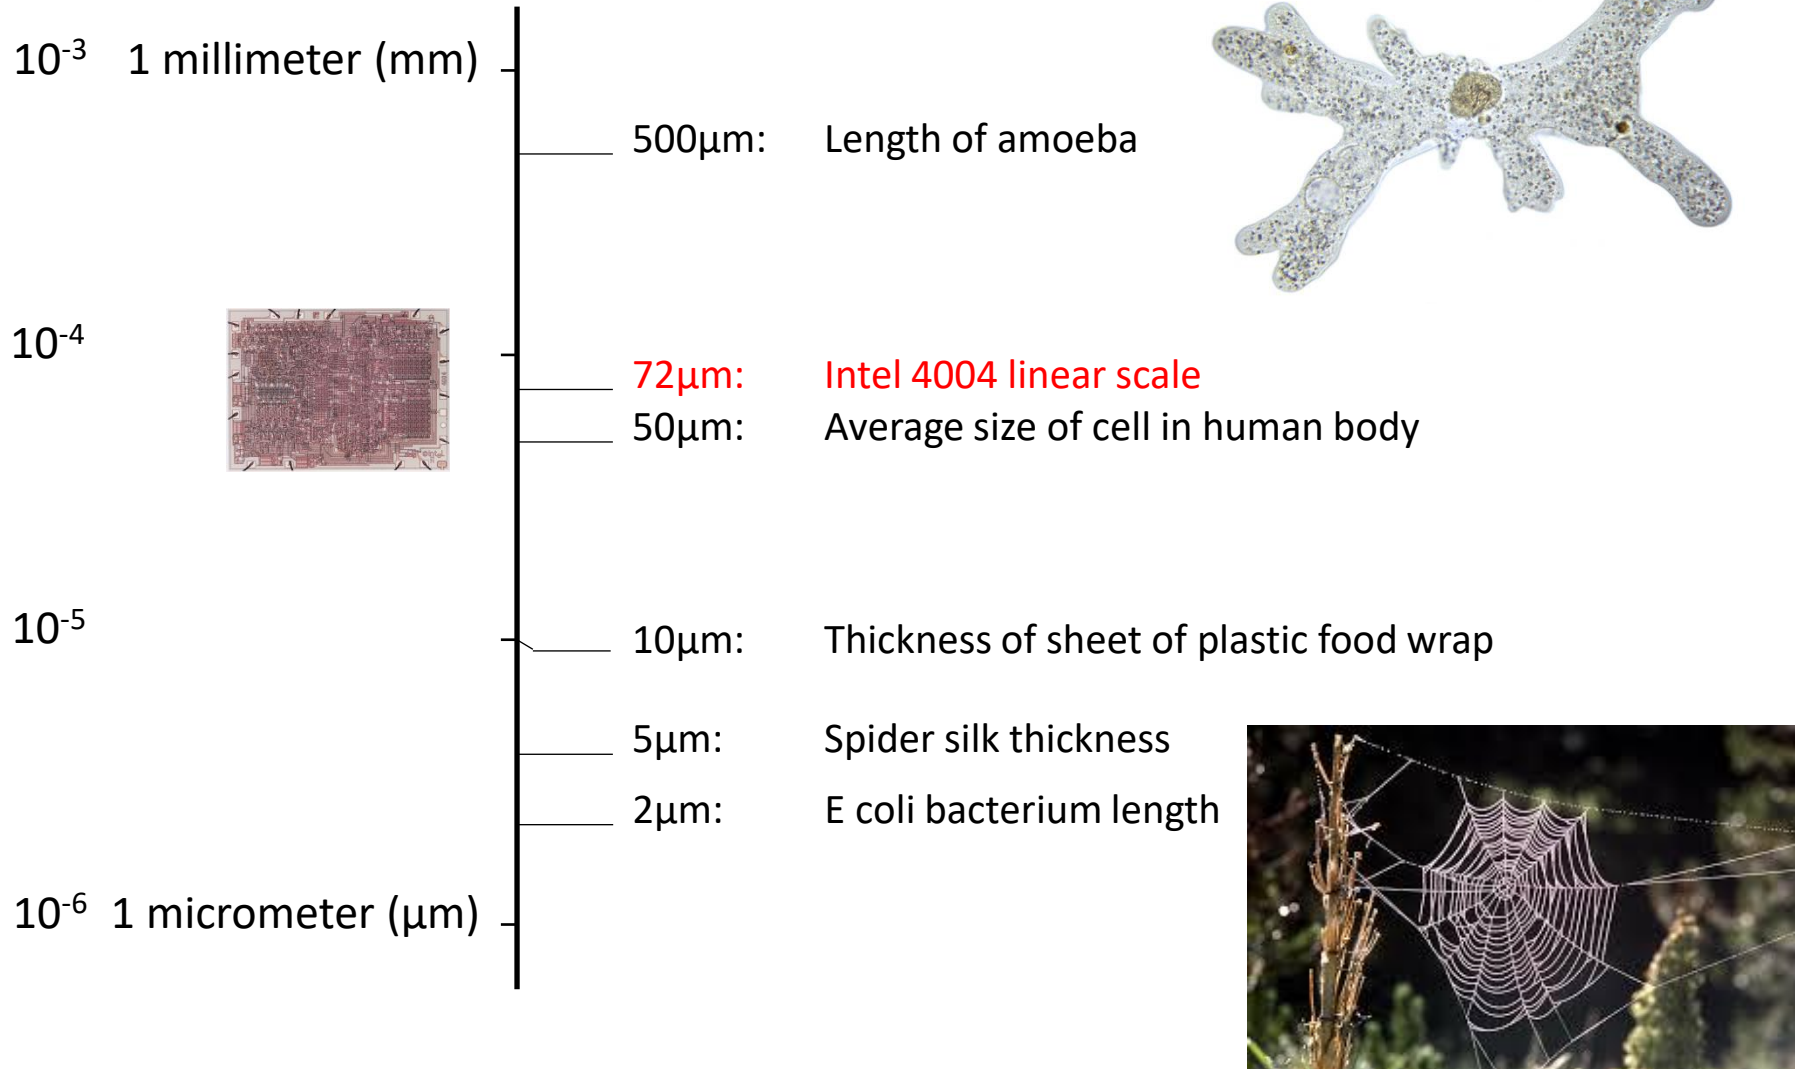 10⁻³ 1 millimeter (mm)
500µm: Length of amoeba
10⁻⁴
72µm: Intel 4004 linear scale
50µm: Average size of cell in human body
10⁻⁵
10µm: Thickness of sheet of plastic food wrap
5µm: Spider silk thickness
2µm: E coli bacterium length
10⁻⁶ 1 micrometer (µm)